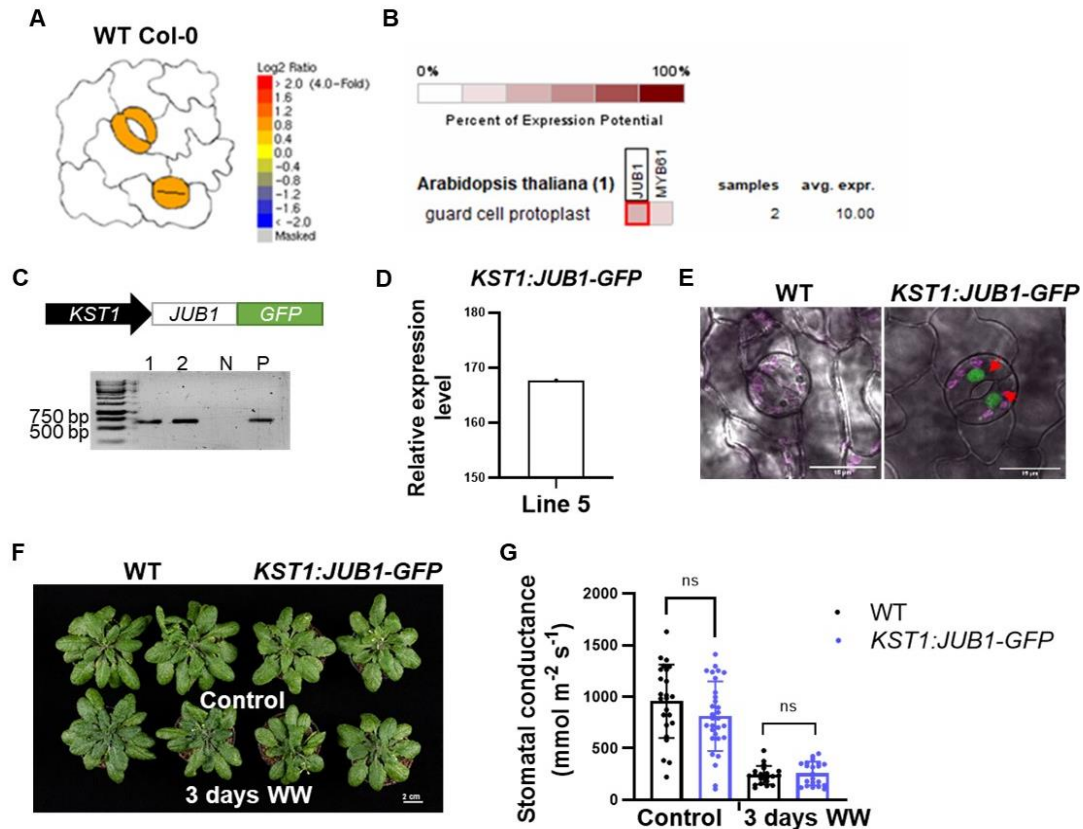 A
WT Col-0
Log2 Ratio
> 2.0 (4.0-Fold)
1.6
1.2
0.8
0.4
0.0
-0.4
-0.8
-1.2
-1.6
< -2.0
Masked
B
0% 100%
Percent of Expression Potential
JUB1
MYB61
Arabidopsis thaliana (1) samples avg. expr.
guard cell protoplast 2 10.00
C
KST1 JUB1 GFP
1 2 N P
750 bp
500 bp
D
KST1:JUB1-GFP
Relative expression
level
180
170
160
150
Line 5
E
WT KST1:JUB1-GFP
F
WT KST1:JUB1-GFP
Control
3 days WW
2 cm
G
Stomatal conductance
(mmol m-2 s-1)
2000
1500
1000
500
0
ns
ns
Control 3 days WW
WT
KST1:JUB1-GFP